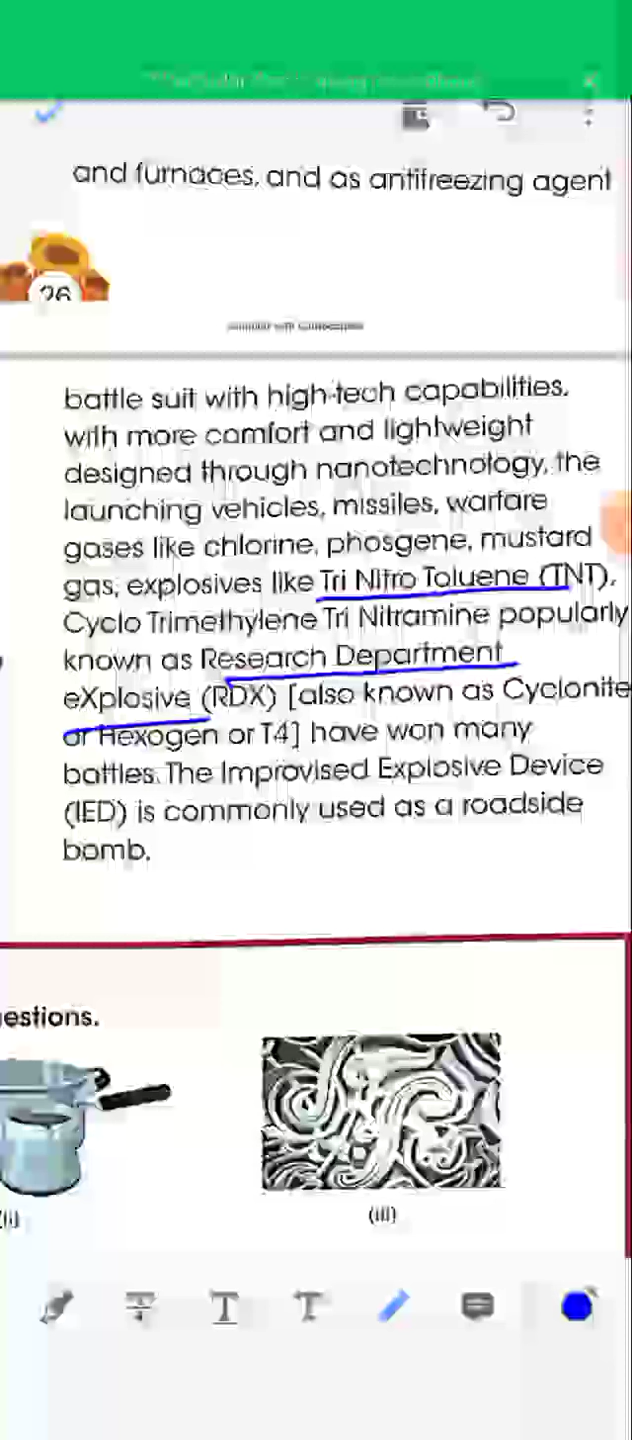 and furnaces, and as antifreezing agent
26
battle suit with high-tech capabilities,
with more comfort and lightweight
designed through nanotechnology, the
launching vehicles, missiles, warfare
gases like chlorine, phosgene, mustard
gas, explosives like Tri Nitro Toluene (TNT),
Cyclo Trimethylene Tri Nitramine popularly
known as Research Department
eXplosive (RDX) [also known as Cyclonite
or Hexogen or T4] have won many
battles. The Improvised Explosive Device
(IED) is commonly used as a roadside
bomb.
estions.
(iii)